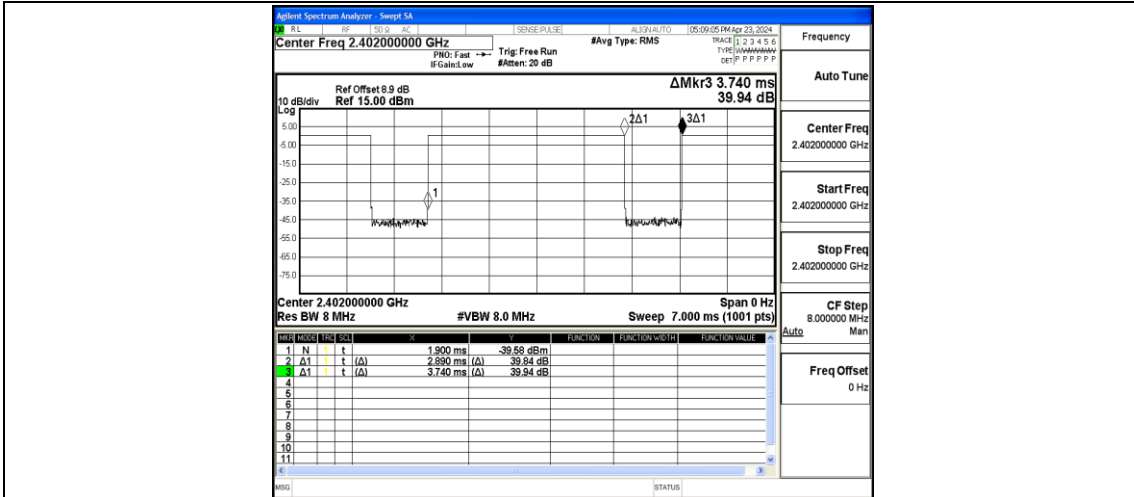 Agilent Spectrum Analyzer - Swept SA
RL RF 50 Ω AC SENSE:PULSE ALIGN AUTO 05:09:05 PM Apr 23, 2024
Center Freq 2.402000000 GHz
#Avg Type: RMS
TRACE 1 2 3 4 5 6
PNO: Fast Trig: Free Run
TYPE
IFGain:Low #Atten: 20 dB
DET P P P P P P
ΔMkr3 3.740 ms
39.94 dB
Ref Offset 8.9 dB
10 dB/div Ref 15.00 dBm
Log
2Δ1
3Δ1
5.00
-5.00
-15.0
-25.0
-35.0
1
-45.0
-55.0
-65.0
-75.0
Center 2.402000000 GHz Span 0 Hz
Res BW 8 MHz #VBW 8.0 MHz Sweep 7.000 ms (1001 pts)
MKR MODE TRC SCL X Y FUNCTION FUNCTION WIDTH FUNCTION VALUE
1 N 1 t 1.900 ms -39.58 dBm
2 Δ1 1 t (Δ) 2.890 ms (Δ) 39.84 dB
3 Δ1 1 t (Δ) 3.740 ms (Δ) 39.94 dB
4
5
6
7
8
9
10
11
MSG STATUS
Frequency
Auto Tune
Center Freq
2.402000000 GHz
Start Freq
2.402000000 GHz
Stop Freq
2.402000000 GHz
CF Step
8.000000 MHz
Auto Man
Freq Offset
0 Hz